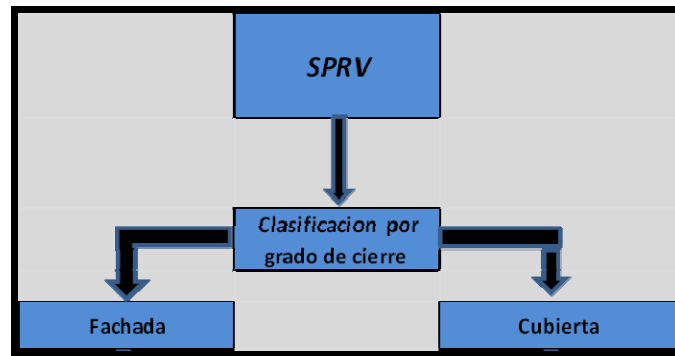 SPRV
Clasificacion por
grado de cierre
Fachada
Cubierta